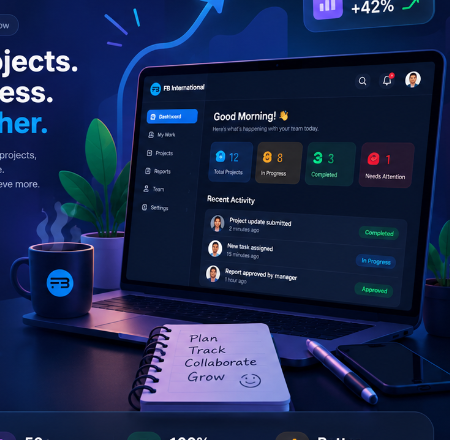 ow
+42%
ojects.
ess.
her.
projects,
e.
eve more.
FB International
Dashboard
My Work
Projects
Reports
Team
Settings
Good Morning! 👋
Here's what's happening with your team today.
12
Total Projects
8
In Progress
3 3
Completed
1
Needs Attention
Recent Activity
Project update submitted
2 minutes ago
Completed
New task assigned
15 minutes ago
In Progress
Report approved by manager
1 hour ago
Approved
FB
Plan
Track
Collaborate
Grow